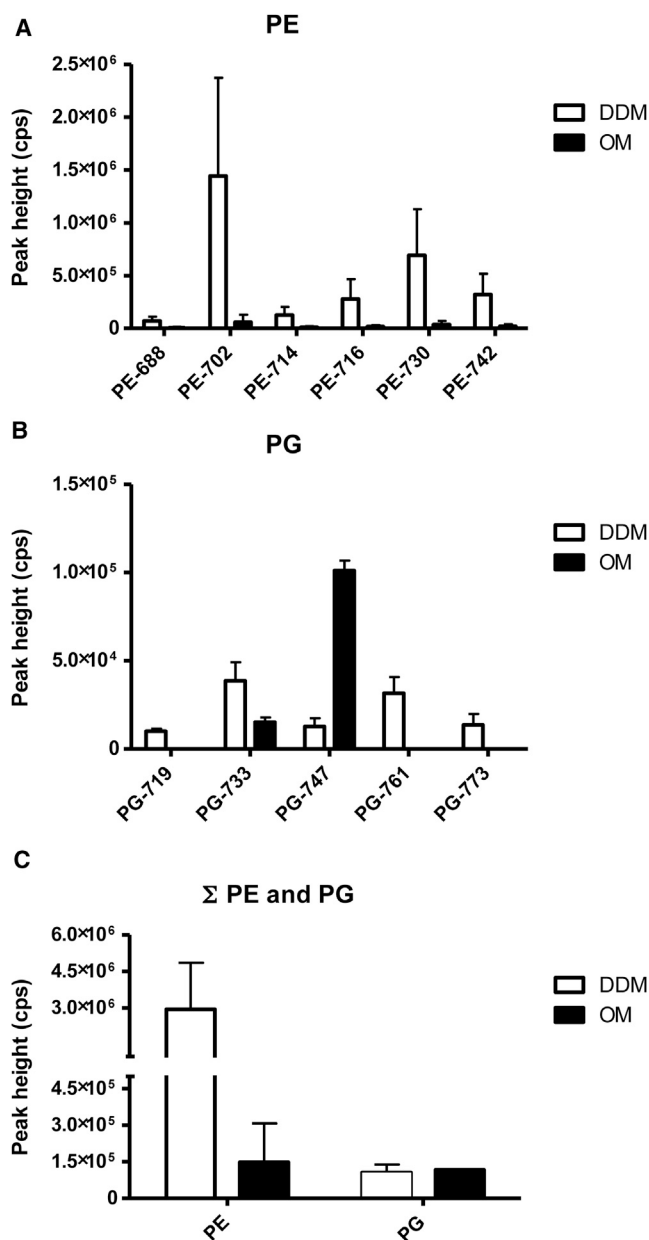 A
PE
2.5×10⁶
2.0×10⁶
1.5×10⁶
1.0×10⁶
5.0×10⁵
0
Peak height (cps)
PE-688
PE-702
PE-714
PE-716
PE-730
PE-742
DDM
OM
B
PG
1.5×10⁵
1.0×10⁵
5.0×10⁴
0
Peak height (cps)
PG-719
PG-733
PG-747
PG-761
PG-773
DDM
OM
C
Σ PE and PG
6.0×10⁶
4.5×10⁶
3.0×10⁶
4.5×10⁵
3.0×10⁵
1.5×10⁵
0
Peak height (cps)
PE
PG
DDM
OM